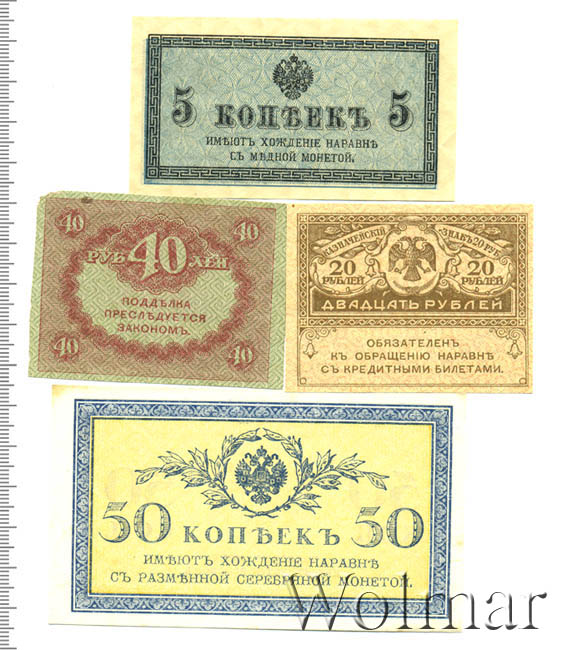 5 КОПѢЕКЪ 5
ИМѢЮТЪ ХОЖДЕНІЕ НАРАВНѢ
СЪ МѢДНОЙ МОНЕТОЙ.
40 40
РУБ 40 ЛЕЙ
ПОДДѢЛКА
ПРЕСЛѢДУЕТСЯ
ЗАКОНОМЪ.
40 40
КАЗНАЧЕЙСКІЙ ЗНАКЪ 20 РУБ.
20 20
РУБЛЕЙ РУБЛЕЙ
ДВАДЦАТЬ РУБЛЕЙ
ОБЯЗАТЕЛЕНЪ
КЪ ОБРАЩЕНІЮ НАРАВНѢ
СЪ КРЕДИТНЫМИ БИЛЕТАМИ.
50 КОПѢЕКЪ 50
ИМѢЮТЪ ХОЖДЕНІЕ НАРАВНѢ
СЪ РАЗМѢННОЙ СЕРЕБРЯНОЙ МОНЕТОЙ.
Wolmar